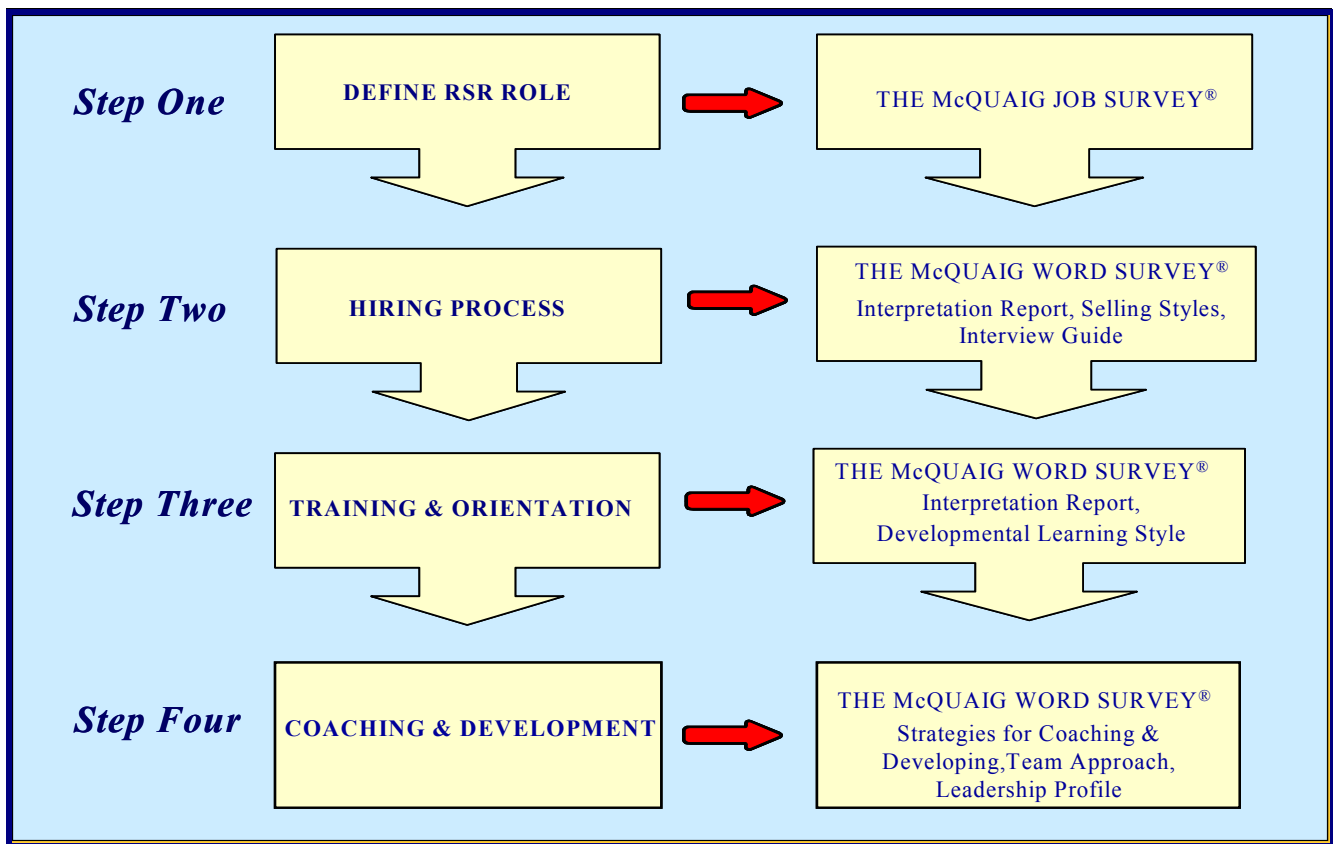 Step One
DEFINE RSR ROLE
THE McQUAIG JOB SURVEY®
Step Two
HIRING PROCESS
THE McQUAIG WORD SURVEY®
Interpretation Report, Selling Styles,
Interview Guide
Step Three
TRAINING & ORIENTATION
THE McQUAIG WORD SURVEY®
Interpretation Report,
Developmental Learning Style
Step Four
COACHING & DEVELOPMENT
THE McQUAIG WORD SURVEY®
Strategies for Coaching &
Developing,Team Approach,
Leadership Profile